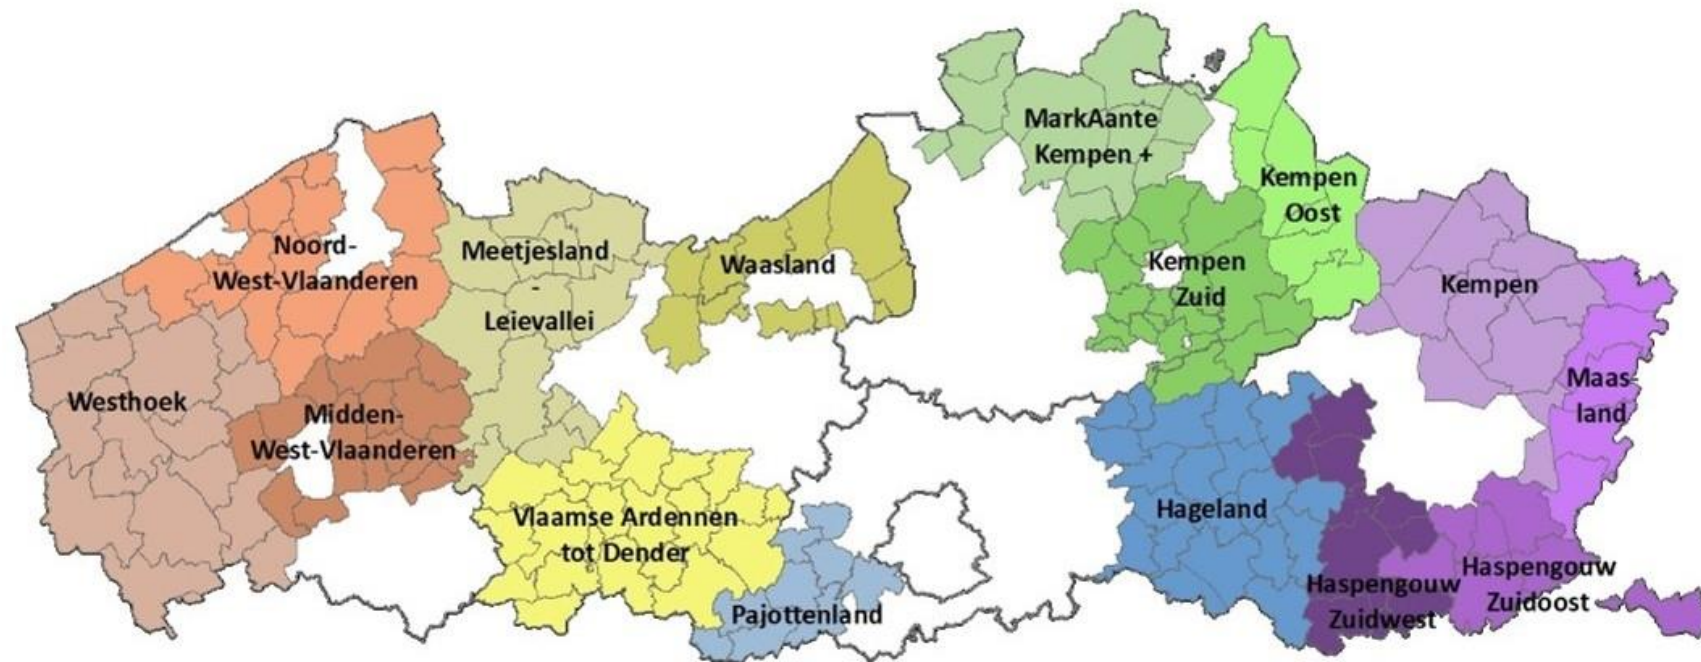 MarkAante
Kempen +
Kempen
Oost
Noord-
West-Vlaanderen
Meetjesland
-
Leievallei
Waasland
Kempen
Zuid
Kempen
Westhoek
Midden-
West-Vlaanderen
Maas-
land
Vlaamse Ardennen
tot Dender
Hageland
Pajottenland
Haspengouw
Zuidwest
Haspengouw
Zuidoost